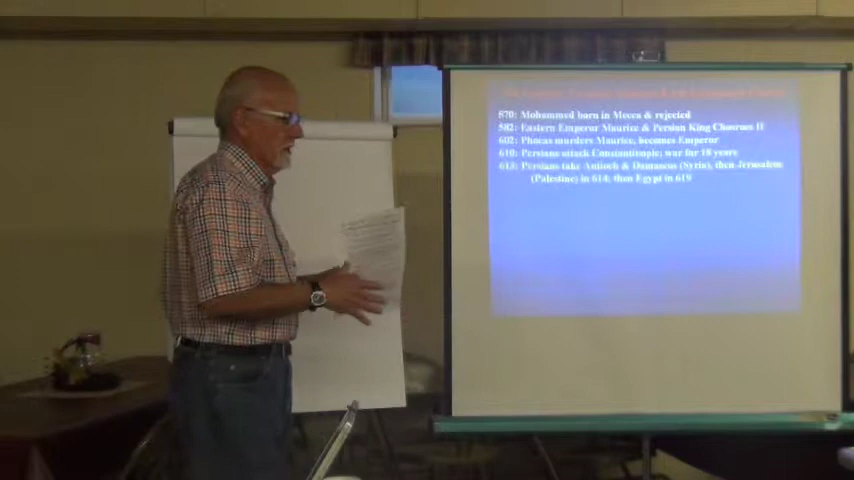 570: Mohammed born in Mecca & rejected
582: Eastern Emperor Maurize & Persian King Chosroes II
602: Phocas murders Maurize, becomes Emperor
610: Persians attack Constantinople; war for 18 years
613: Persians take Antioch & Damascus (Syria), then Jerusalem
(Palestine) in 614; then Egypt in 619